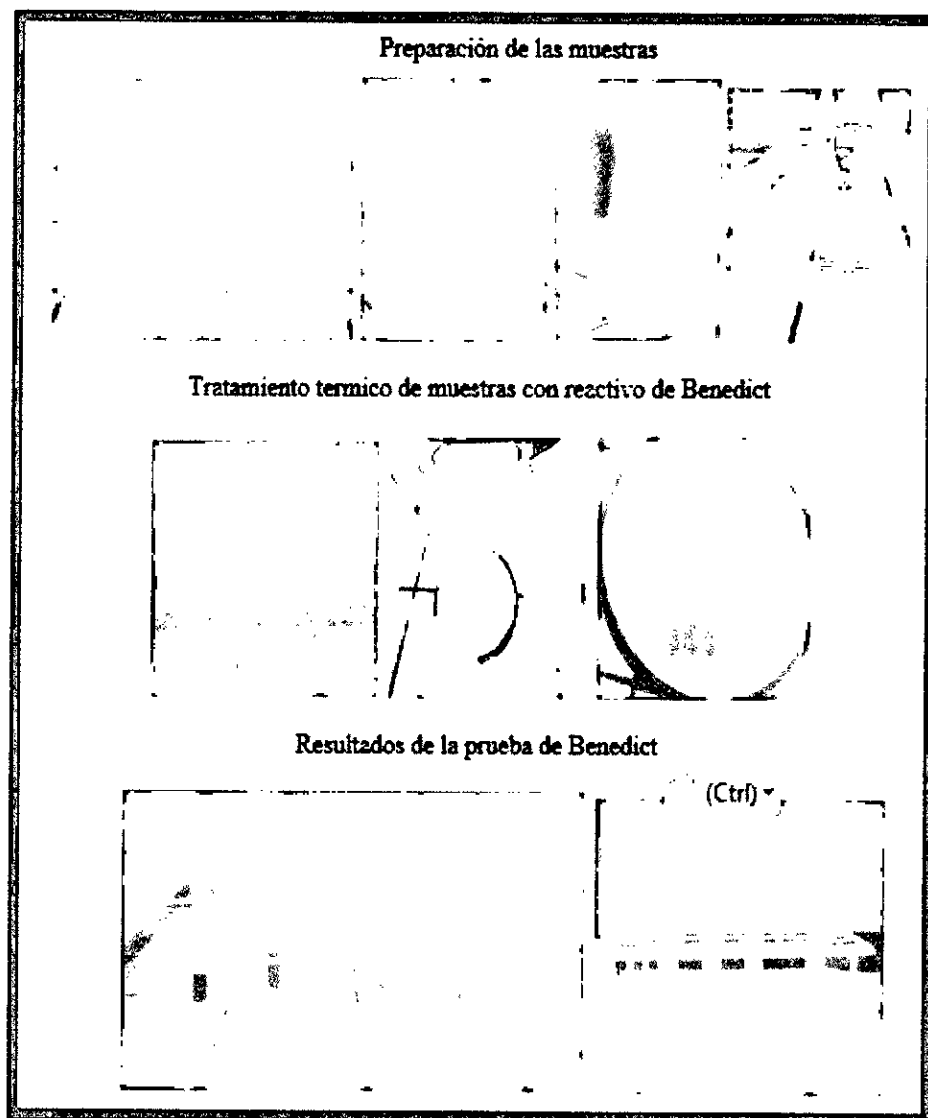 Preparación de las muestras
Tratamiento termico de muestras con reactivo de Benedict
Resultados de la prueba de Benedict
(Ctrl)